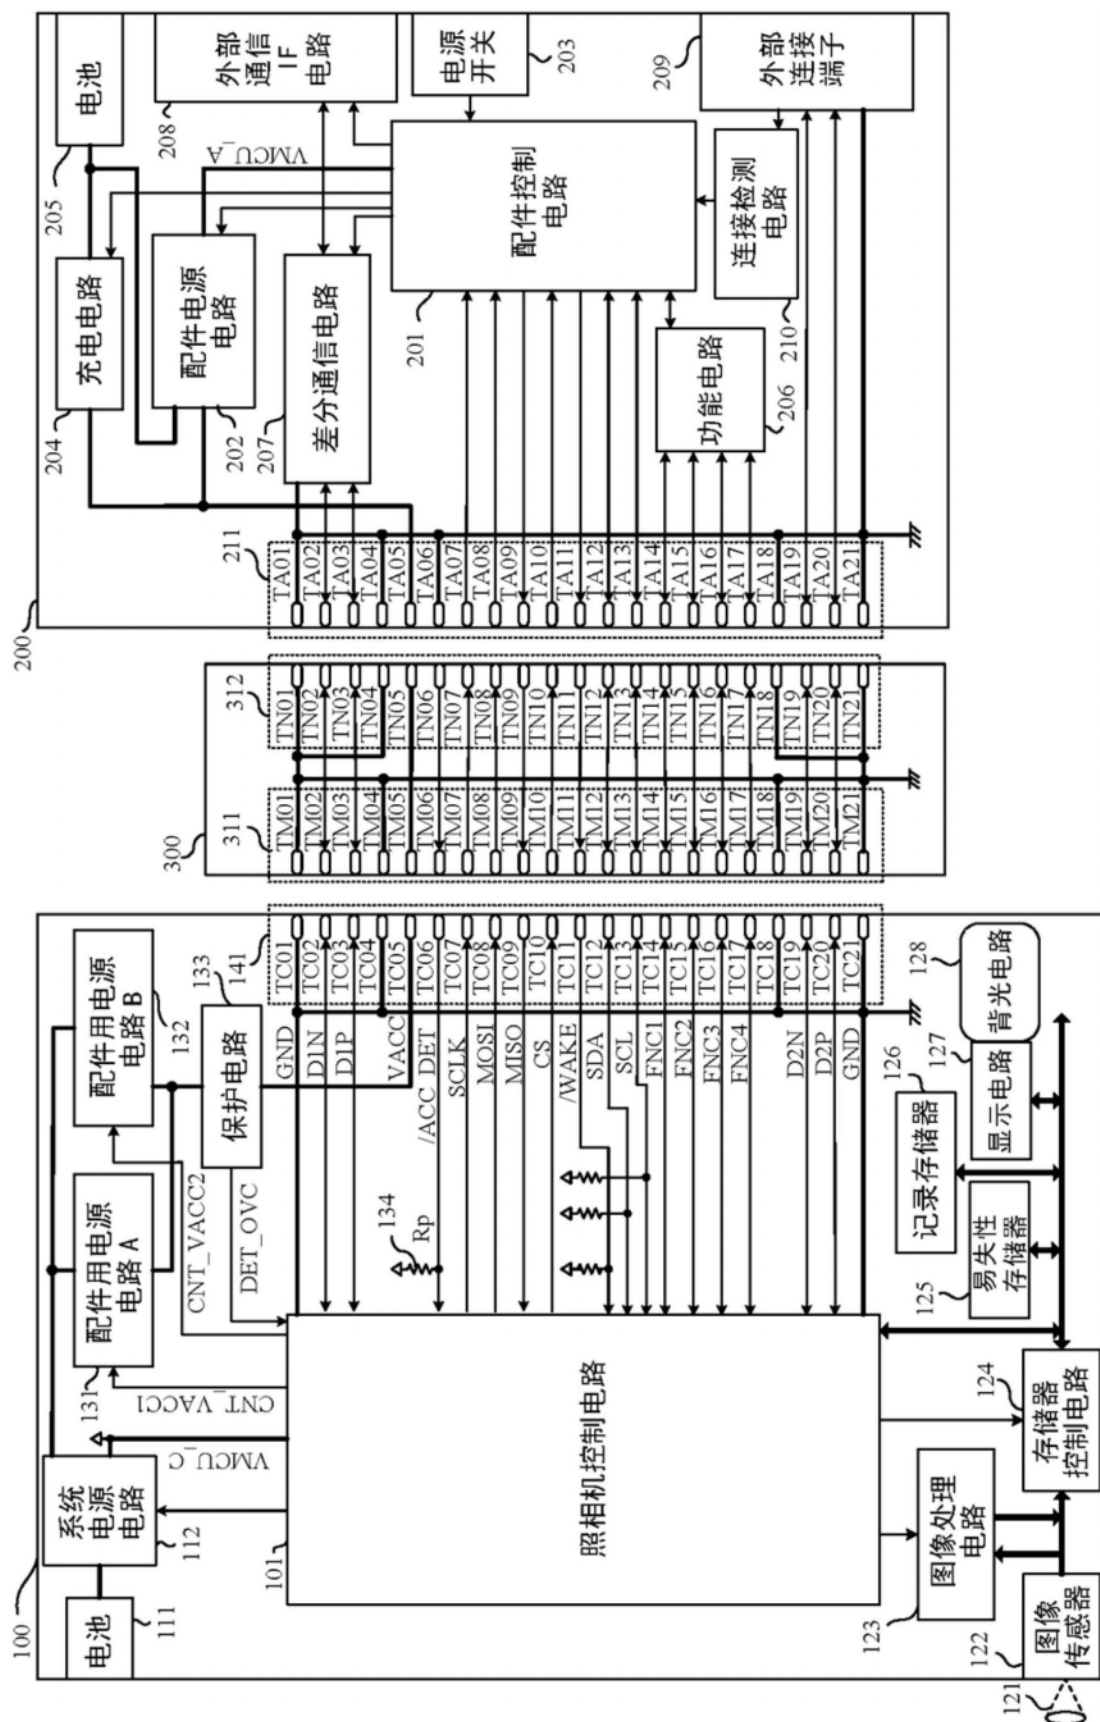 100
电池
111
系统
电源
电路
112
VMCU_C
131
配件用电源
电路 A
CNT_VACC1
CNT_VACC2
配件用电源
电路 B
132
DET_OVC
保护电路
133
141
101
照相机控制电路
134
Rp
GND
D1N
D1P
VACC
/ACC DET
SCLK
MOSI
MISO
CS
/WAKE
SDA
SCL
FNC1
FNC2
FNC3
FNC4
D2N
D2P
GND
TC01
TC02
TC03
TC04
TC05
TC06
TC07
TC08
TC09
TC10
TC11
TC12
TC13
TC14
TC15
TC16
TC17
TC18
TC19
TC20
TC21
121
122
图像
传感器
123
图像处理
电路
124
存储器
控制电路
125
易失性
存储器
126
记录存储器
127
显示电路
128
背光电路
300
311
TM01
TM02
TM03
TM04
TM05
TM06
TM07
TM08
TM09
TM10
TM11
TM12
TM13
TM14
TM15
TM16
TM17
TM18
TM19
TM20
TM21
312
TN01
TN02
TN03
TN04
TN05
TN06
TN07
TN08
TN09
TN10
TN11
TN12
TN13
TN14
TN15
TN16
TN17
TN18
TN19
TN20
TN21
200
211
TA01
TA02
TA03
TA04
TA05
TA06
TA07
TA08
TA09
TA10
TA11
TA12
TA13
TA14
TA15
TA16
TA17
TA18
TA19
TA20
TA21
204
充电电路
205
电池
202
配件电源
电路
VMCU_A
208
外部
通信
IF
电路
207
差分通信电路
201
配件控制
电路
电源
开关
203
206
功能电路
210
连接检测
电路
209
外部
连接
端子